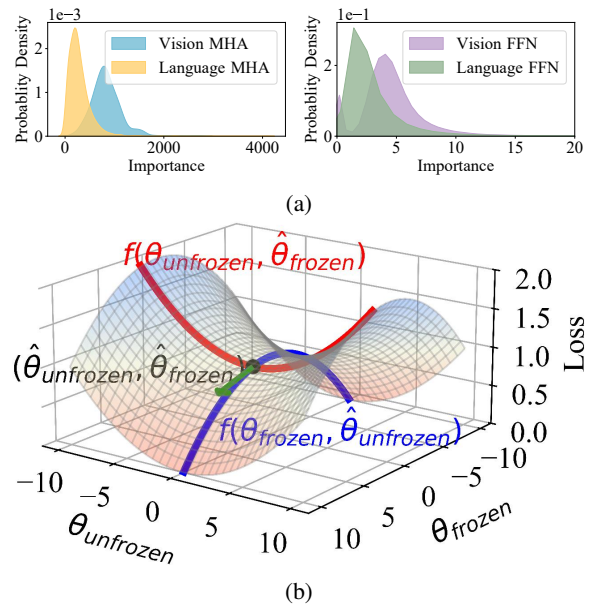 1e−3
Probablity Density
2
1
0
Vision MHA
Language MHA
0 2000 4000
Importance
1e−1
Probablity Density
2
0
Vision FFN
Language FFN
0 5 10 15 20
Importance
(a)
f(θunfrozen, θ̂frozen)
(θ̂unfrozen, θ̂frozen)
f(θfrozen, θ̂unfrozen)
2.0
1.5
1.0
0.5
0.0
Loss
−10 −5 0 5 10
θunfrozen
−10 −5 0 5 10
θfrozen
(b)